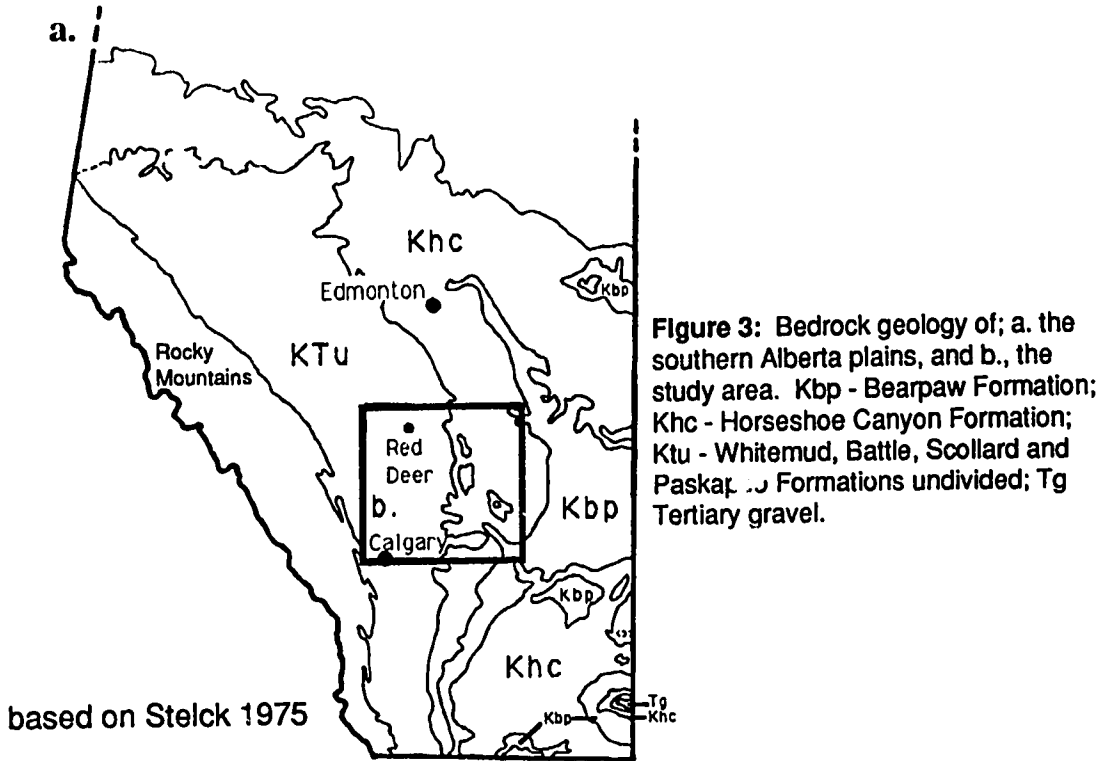 a.
Khc
Edmonton
Kbp
KTu
Rocky
Mountains
Red
Deer
b.
Calgary
Kbp
Kbp
Khc
Tg
Khc
Kbp
based on Stelck 1975
Figure 3: Bedrock geology of; a. the
southern Alberta plains, and b., the
study area. Kbp - Bearpaw Formation;
Khc - Horseshoe Canyon Formation;
Ktu - Whitemud, Battle, Scollard and
Formations undivided; Tg
Tertiary gravel.